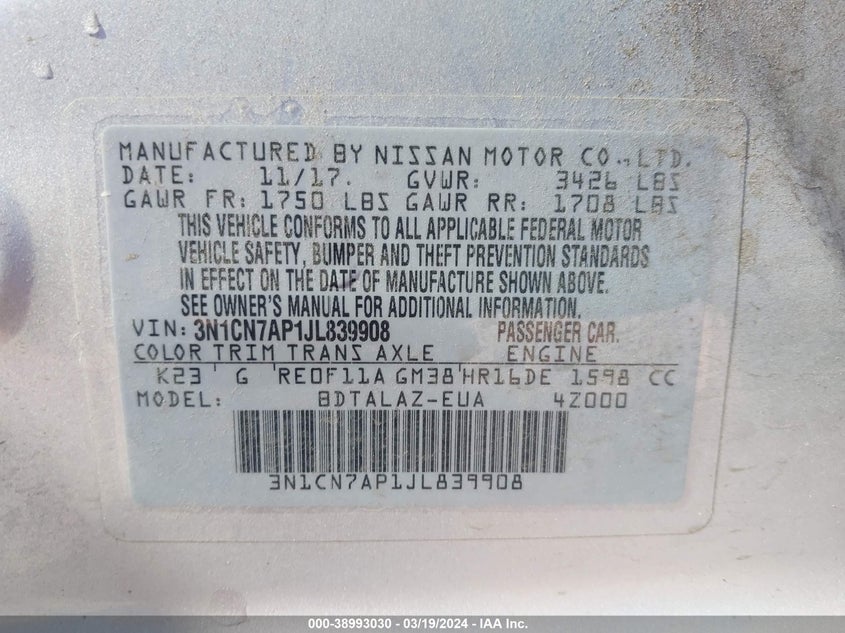 MANUFACTURED BY NISSAN MOTOR CO., LTD.
DATE: 11/17. GVWR: 3426 LBS
GAWR FR: 1750 LBS GAWR RR: 1708 LBS
THIS VEHICLE CONFORMS TO ALL APPLICABLE FEDERAL MOTOR
VEHICLE SAFETY, BUMPER AND THEFT PREVENTION STANDARDS
IN EFFECT ON THE DATE OF MANUFACTURE SHOWN ABOVE.
SEE OWNER'S MANUAL FOR ADDITIONAL INFORMATION.
VIN: 3N1CN7AP1JL839908 PASSENGER CAR.
COLOR TRIM TRANS AXLE ENGINE
K23 G RE0F11A GM38 HR16DE 1598 CC
MODEL: BDTALAZ-EUA 4Z000
3N1CN7AP1JL839908
000-38993030 - 03/19/2024 - IAA Inc.